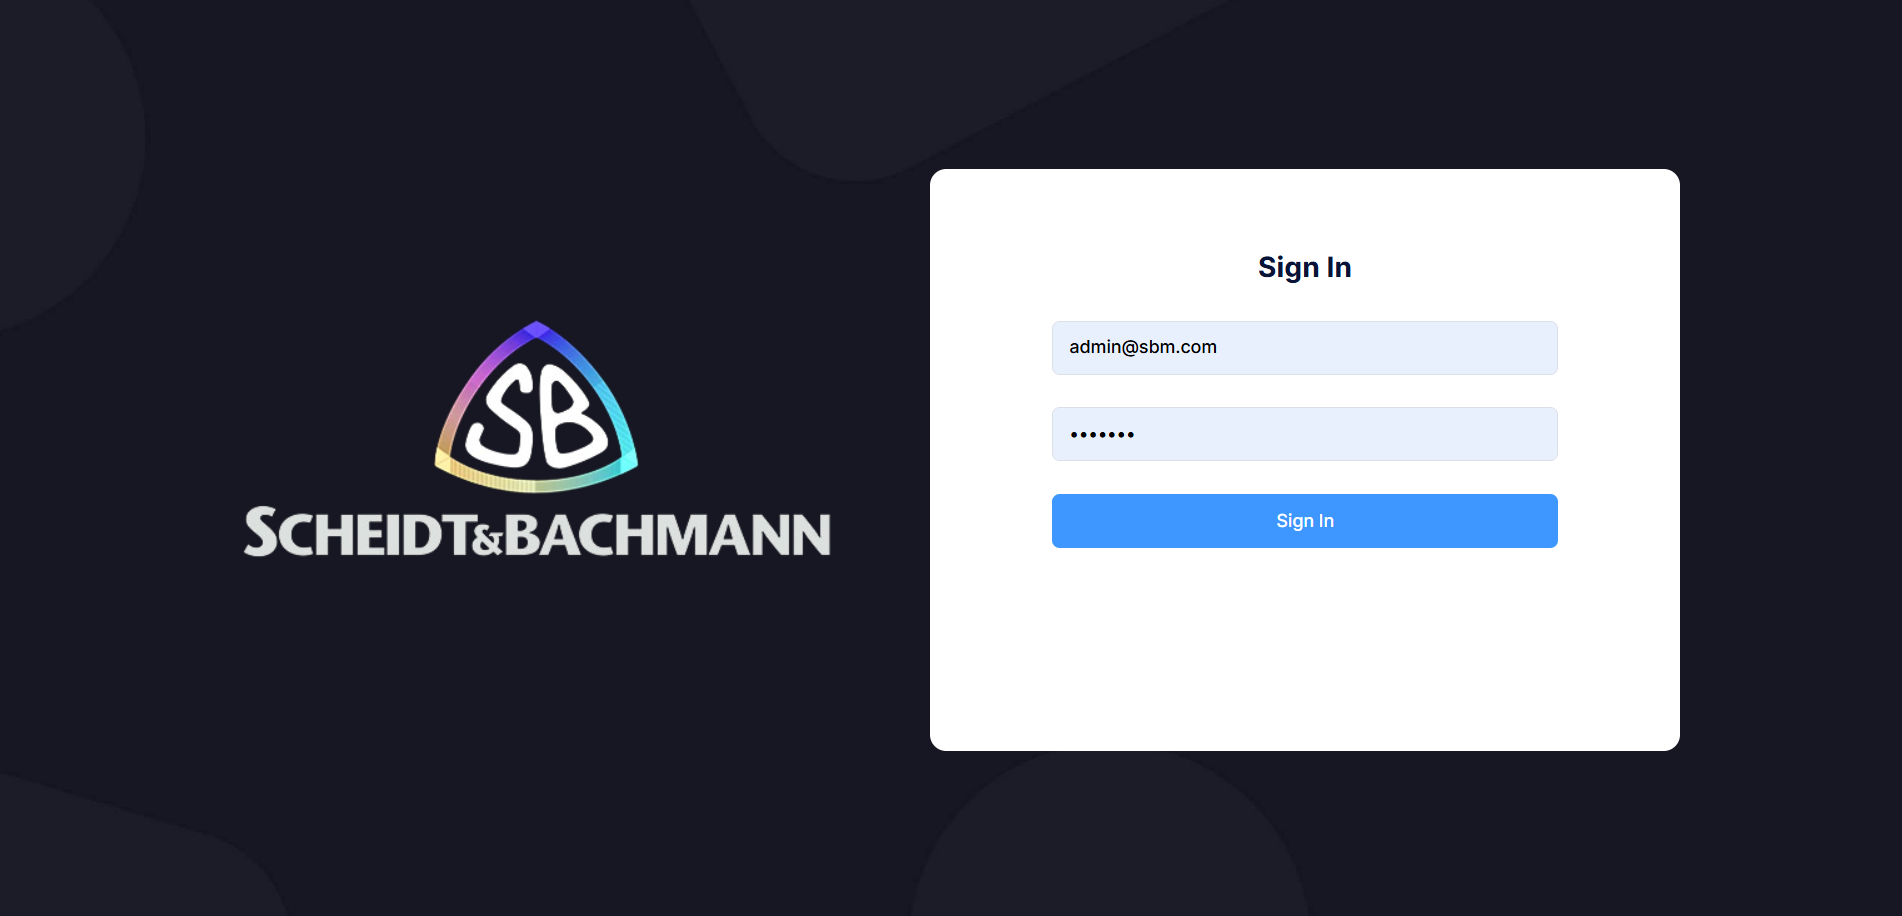 SB
SCHEIDT&BACHMANN
Sign In
admin@sbm.com
•••••••
Sign In